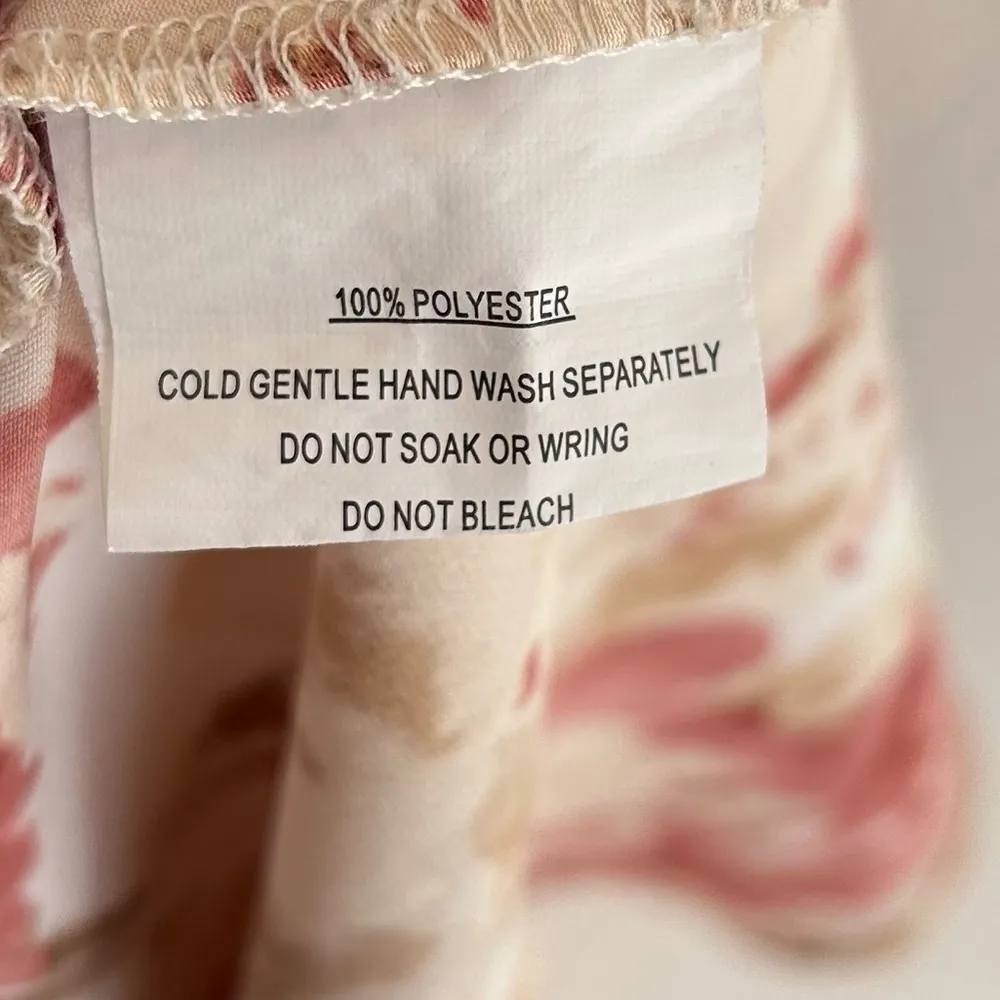 100% POLYESTER
COLD GENTLE HAND WASH SEPARATELY
DO NOT SOAK OR WRING
DO NOT BLEACH